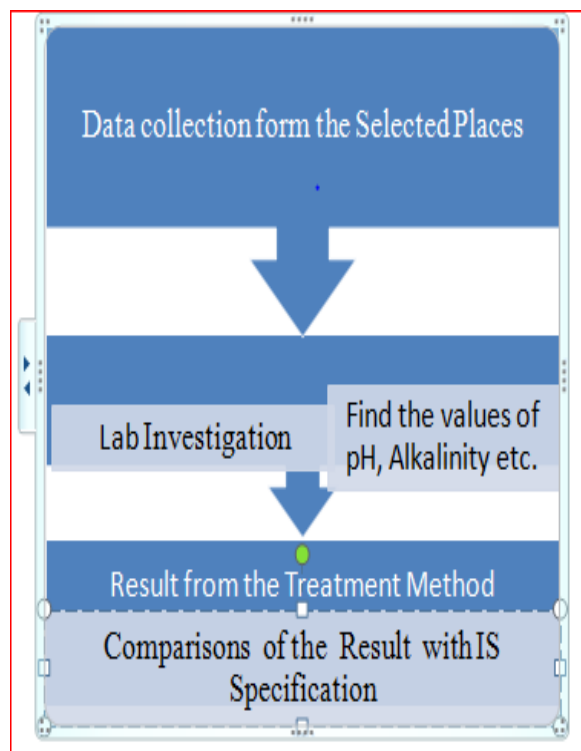 Data collection form the Selected Places
Lab Investigation
Find the values of
pH, Alkalinity etc.
Result from the Treatment Method
Comparisons of the Result with IS
Specification